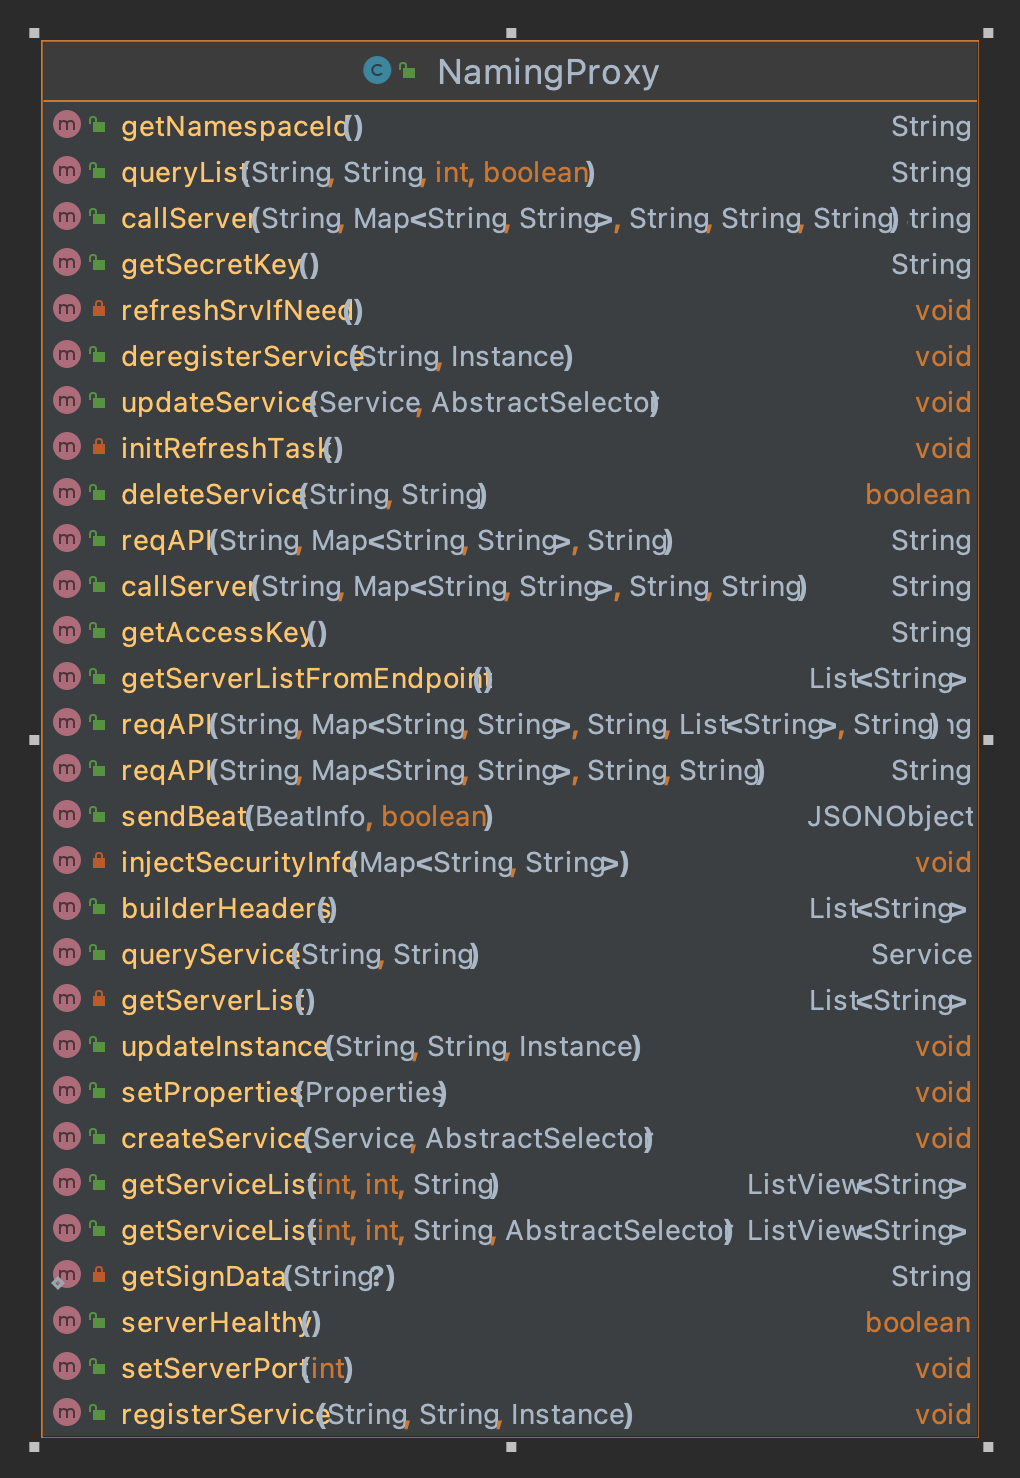 NamingProxy
getNamespaceId() String
queryList(String, String, int, boolean) String
callServer(String, Map<String, String>, String, String, String) tring
getSecretKey() String
refreshSrvIfNeed() void
deregisterService(String, Instance) void
updateService(Service, AbstractSelector) void
initRefreshTask() void
deleteService(String, String) boolean
reqAPI(String, Map<String, String>, String) String
callServer(String, Map<String, String>, String, String) String
getAccessKey() String
getServerListFromEndpoint() List<String>
reqAPI(String, Map<String, String>, String, List<String>, String) ng
reqAPI(String, Map<String, String>, String, String) String
sendBeat(BeatInfo, boolean) JSONObject
injectSecurityInfo(Map<String, String>) void
builderHeaders() List<String>
queryService(String, String) Service
getServerList() List<String>
updateInstance(String, String, Instance) void
setProperties(Properties) void
createService(Service, AbstractSelector) void
getServiceList(int, int, String) ListView<String>
getServiceList(int, int, String, AbstractSelector) ListView<String>
getSignData(String?) String
serverHealthy() boolean
setServerPort(int) void
registerService(String, String, Instance) void